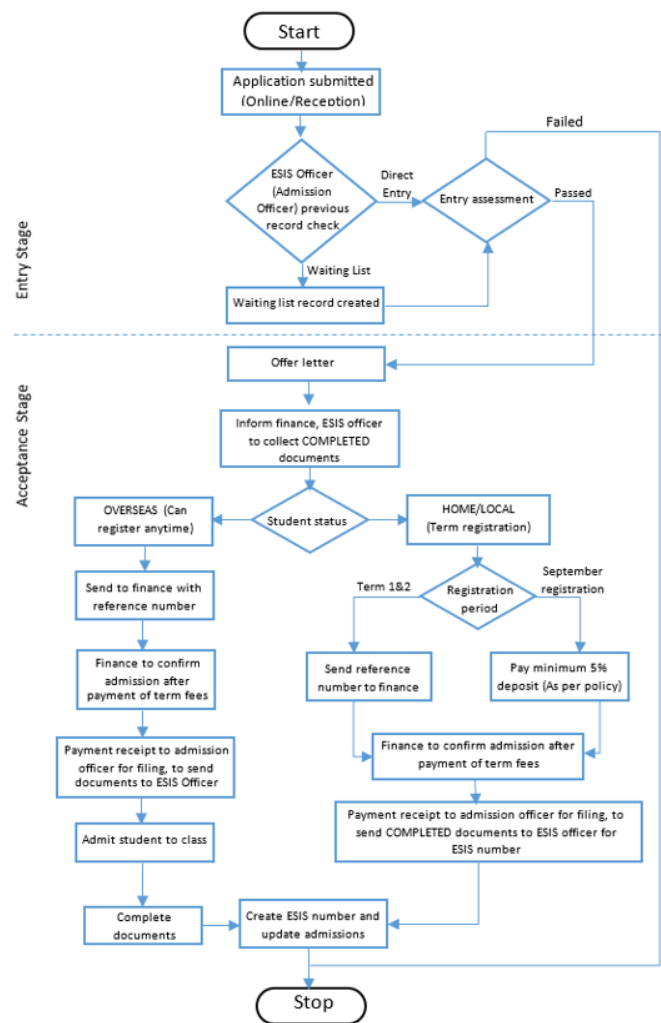 Start
Application submitted
(Online/Reception)
Failed
ESIS Officer
(Admission
Officer) previous
record check
Direct
Entry
Entry assessment
Passed
Waiting List
Waiting list record created
Entry Stage
Offer letter
Acceptance Stage
Inform finance, ESIS officer
to collect COMPLETED
documents
OVERSEAS (Can
register anytime)
Student status
HOME/LOCAL
(Term registration)
Send to finance with
reference number
Term 1&2
Registration
period
September
registration
Finance to confirm
admission after
payment of term fees
Send reference
number to finance
Pay minimum 5%
deposit (As per policy)
Payment receipt to admission
officer for filing, to send
documents to ESIS Officer
Finance to confirm admission after
payment of term fees
Admit student to class
Payment receipt to admission officer for filing, to
send COMPLETED documents to ESIS officer for
ESIS number
Complete
documents
Create ESIS number and
update admissions
Stop